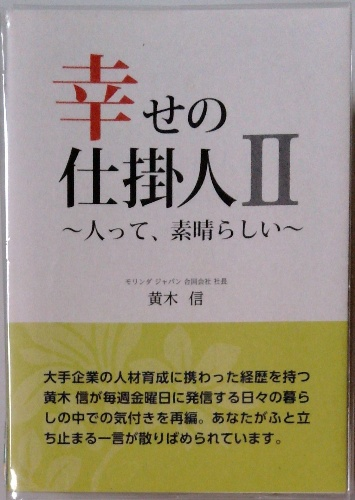 幸せの
仕掛人Ⅱ
～人って、素晴らしい～
モリンダ ジャパン 合同会社 社長
黄木 信
大手企業の人材育成に携わった経歴を持つ
黄木 信が毎週金曜日に発信する日々の暮
らしの中での気付きを再編。あなたがふと立
ち止まる一言が散りばめられています。